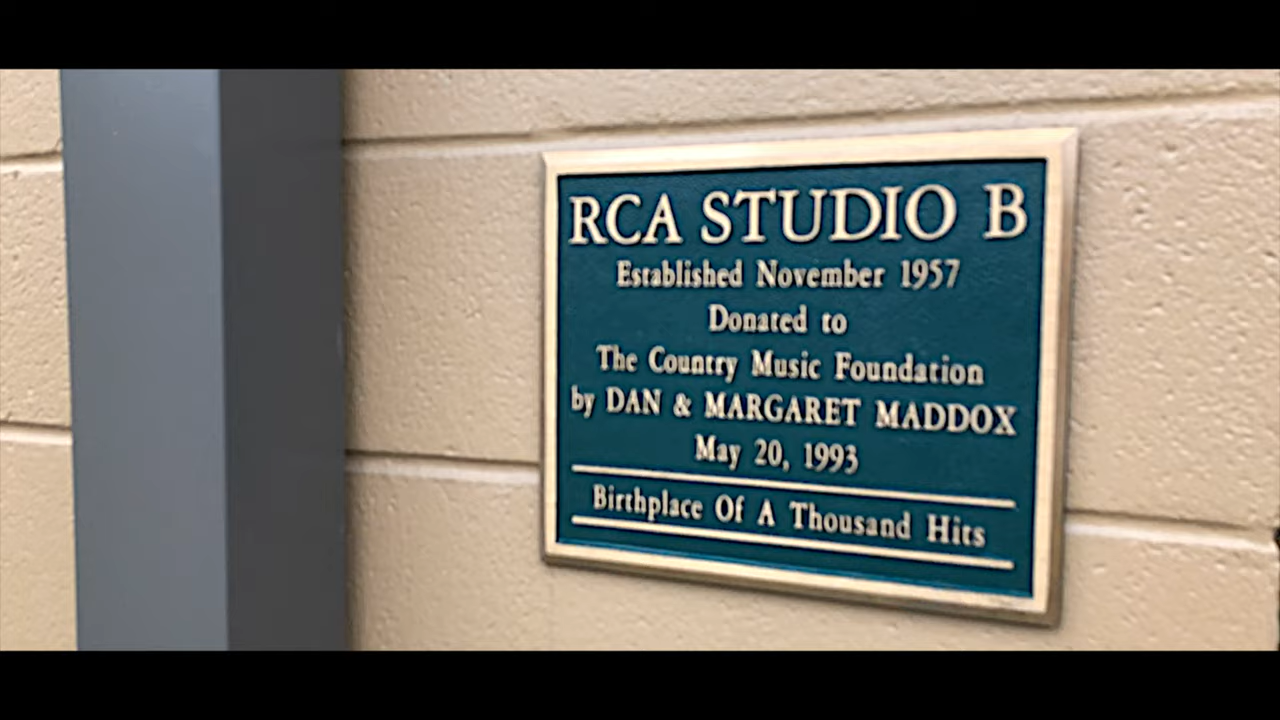 RCA STUDIO B
Established November 1957
Donated to
The Country Music Foundation
by DAN & MARGARET MADDOX
May 20, 1993
Birthplace Of A Thousand Hits